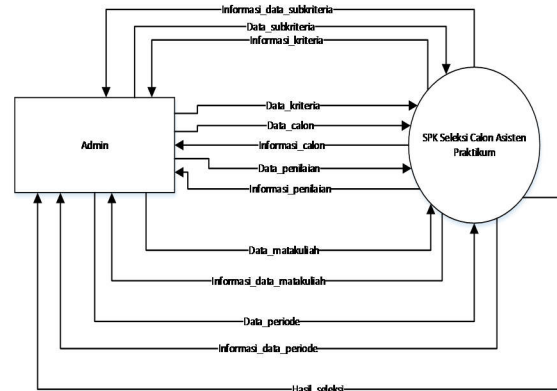 Informasi_data_subkriteria
Data_subkriteria
Informasi_kriteria
Data_kriteria
Data_calon
Informasi_calon
Data_penilaian
Informasi_penilaian
Admin
SPK Seleksi Calon Asisten
Praktikum
Data_matakuliah
Informasi_data_matakuliah
Data_periode
Informasi_data_periode
Hasil_seleksi